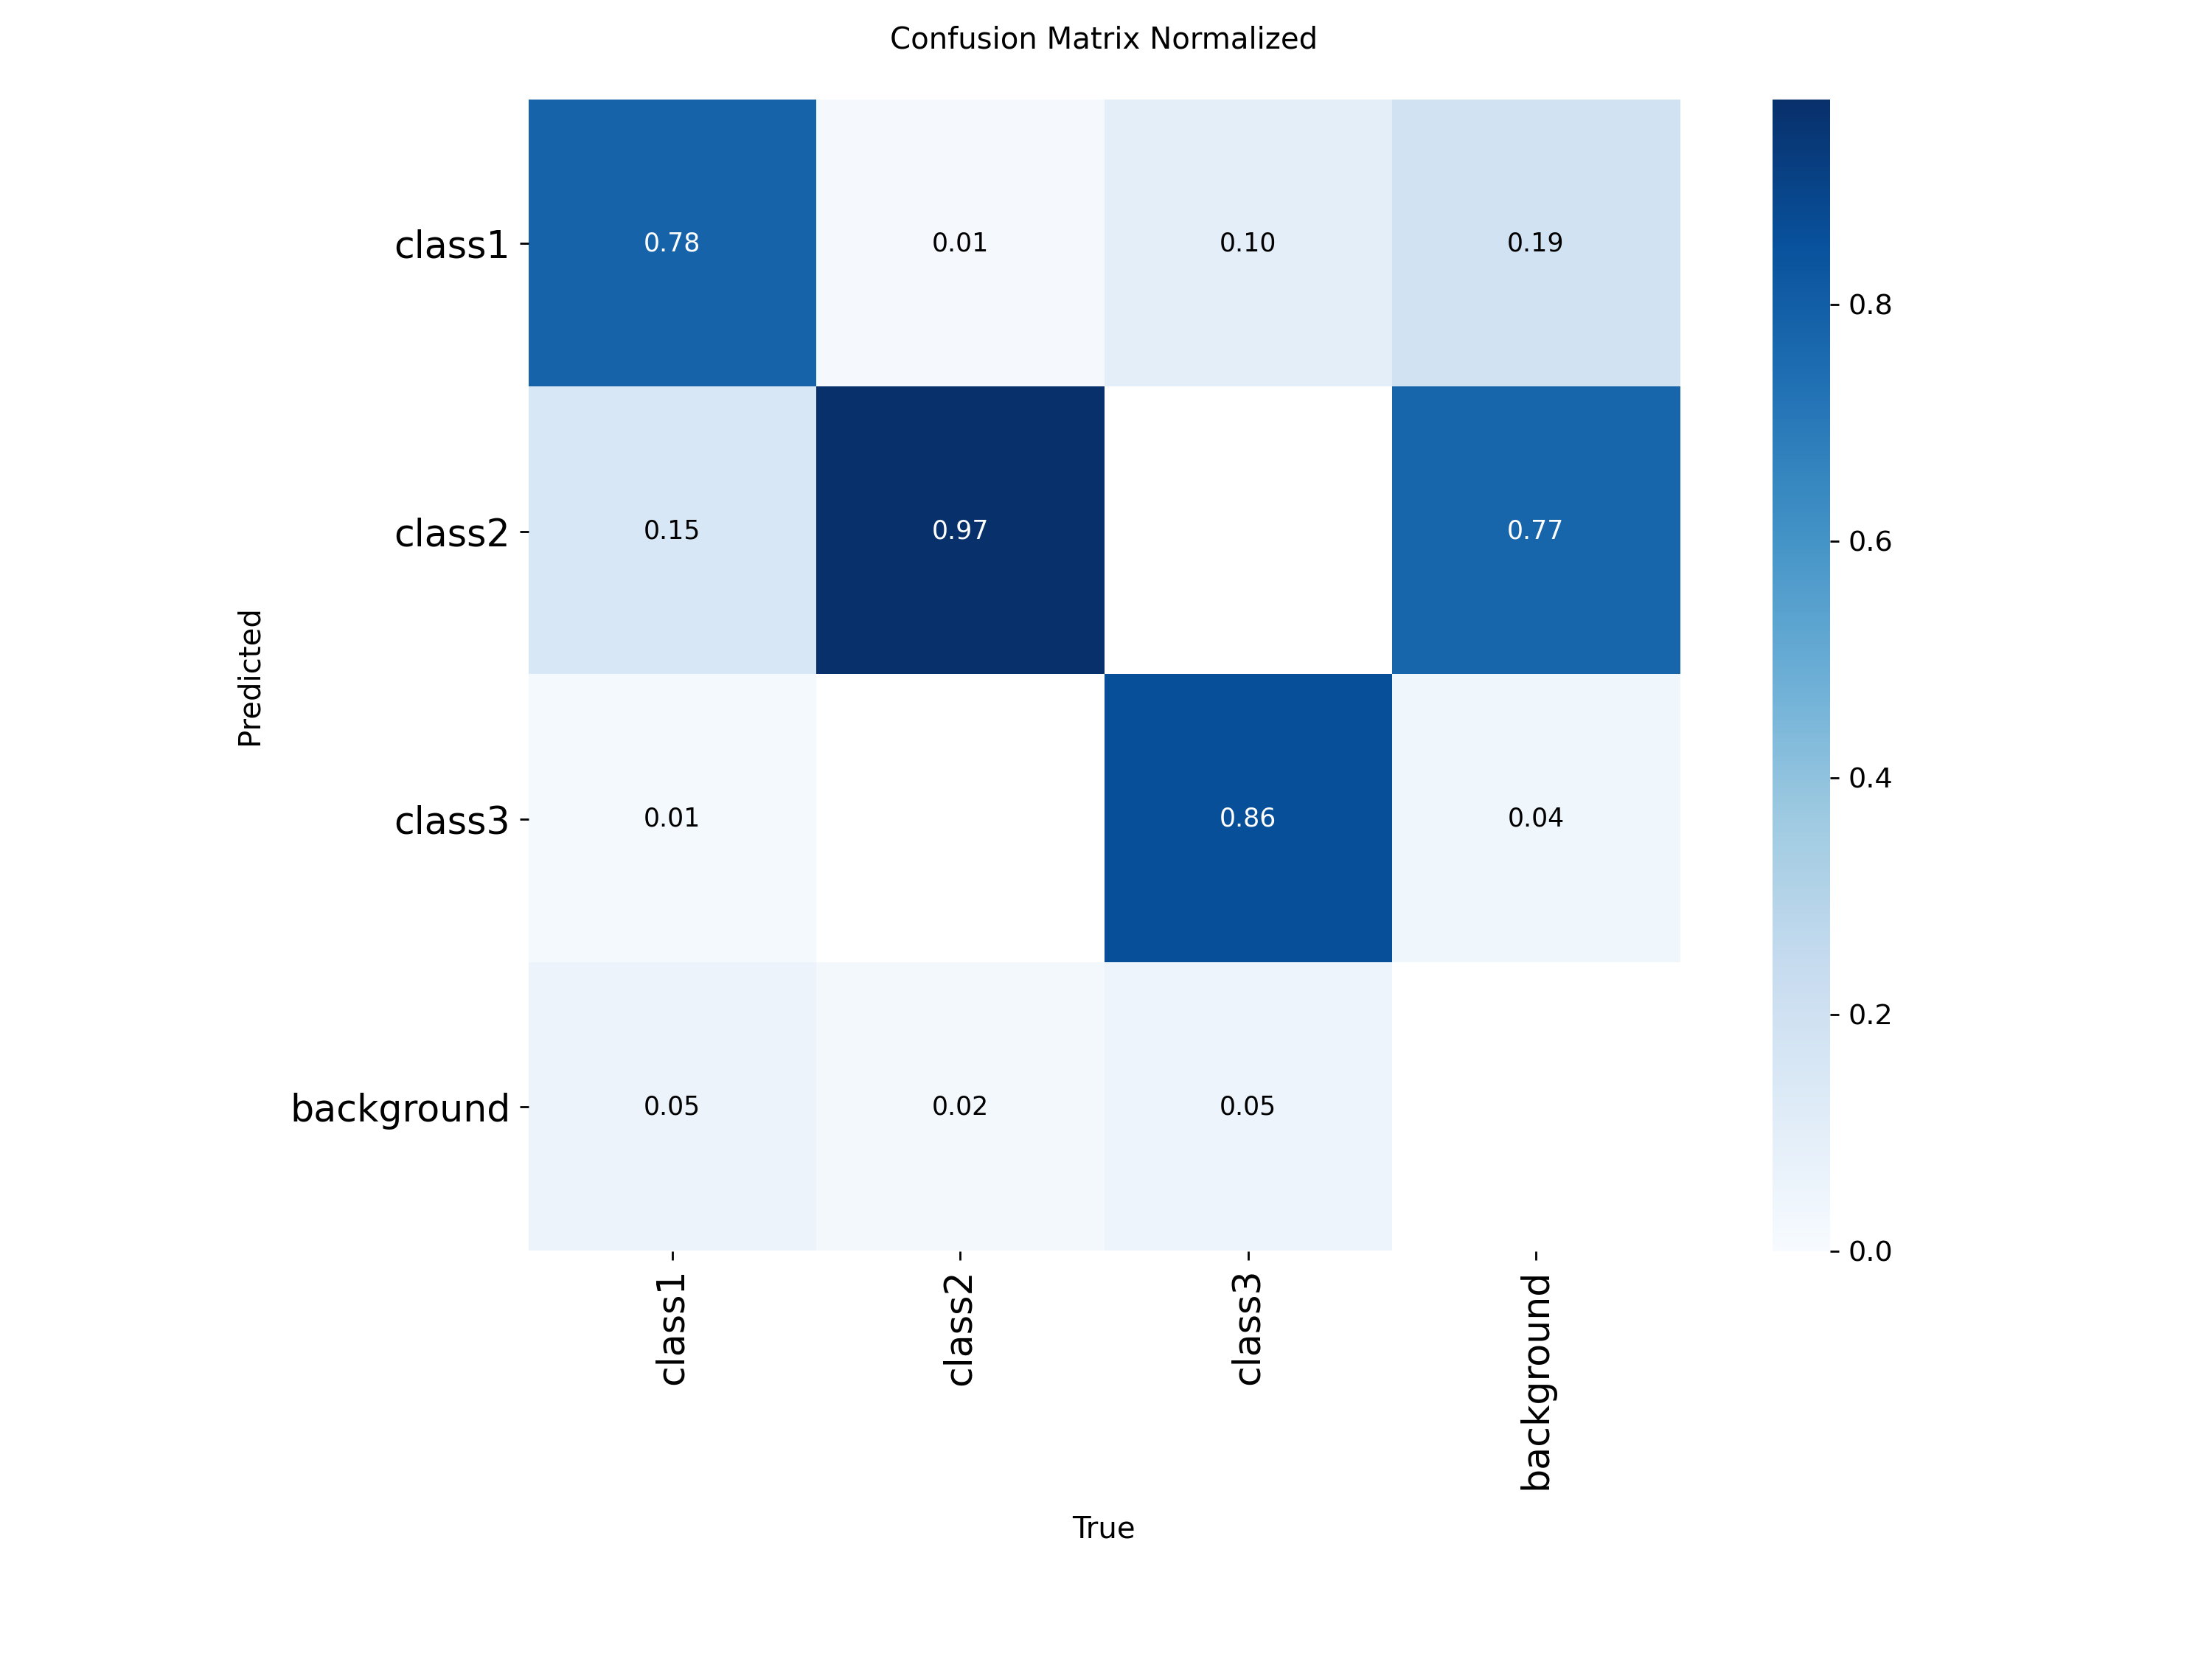 Confusion Matrix Normalized
class1
0.78
0.01
0.10
0.19
class2
0.15
0.97
0.77
class3
0.01
0.86
0.04
background
0.05
0.02
0.05
Predicted
class1
class2
class3
background
True
0.8
0.6
0.4
0.2
0.0